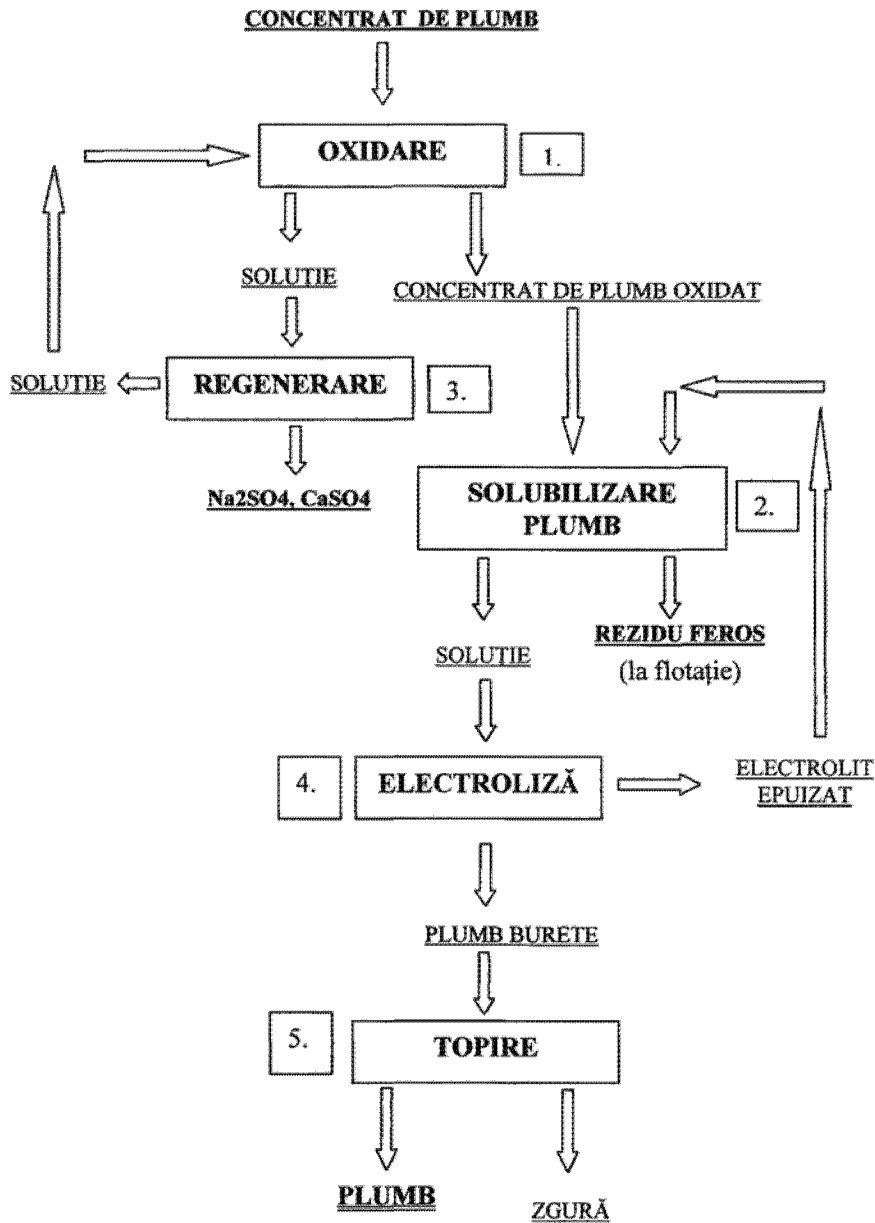 CONCENTRAT DE PLUMB
OXIDARE
1.
SOLUTIE
CONCENTRAT DE PLUMB OXIDAT
SOLUTIE
REGENERARE
3.
Na2SO4, CaSO4
SOLUBILIZARE
PLUMB
2.
REZIDU FEROS
(la flotație)
SOLUTIE
4.
ELECTROLIZĂ
ELECTROLIT
EPUIZAT
PLUMB BURETE
5.
TOPIRE
PLUMB
ZGURĂ